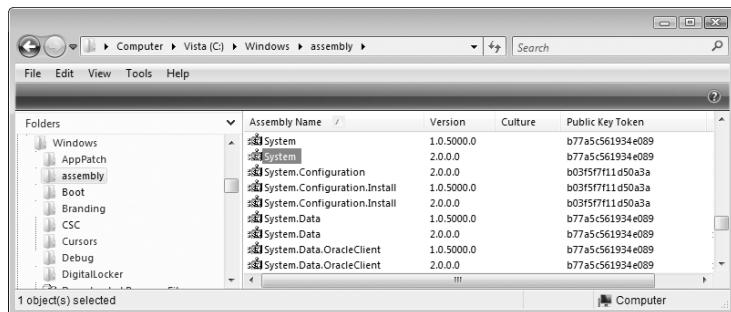 Computer Vista (C:) Windows assembly Search
File Edit View Tools Help
Folders
Windows
AppPatch
assembly
Boot
Branding
CSC
Cursors
Debug
DigitalLocker
Assembly Name Version Culture Public Key Token
System 1.0.5000.0 b77a5c561934e089
System 2.0.0.0 b77a5c561934e089
System.Configuration 2.0.0.0 b03f5f7f11d50a3a
System.Configuration.Install 1.0.5000.0 b03f5f7f11d50a3a
System.Configuration.Install 2.0.0.0 b03f5f7f11d50a3a
System.Data 1.0.5000.0 b77a5c561934e089
System.Data 2.0.0.0 b77a5c561934e089
System.Data.OracleClient 1.0.5000.0 b77a5c561934e089
System.Data.OracleClient 2.0.0.0 b77a5c561934e089
1 object(s) selected Computer